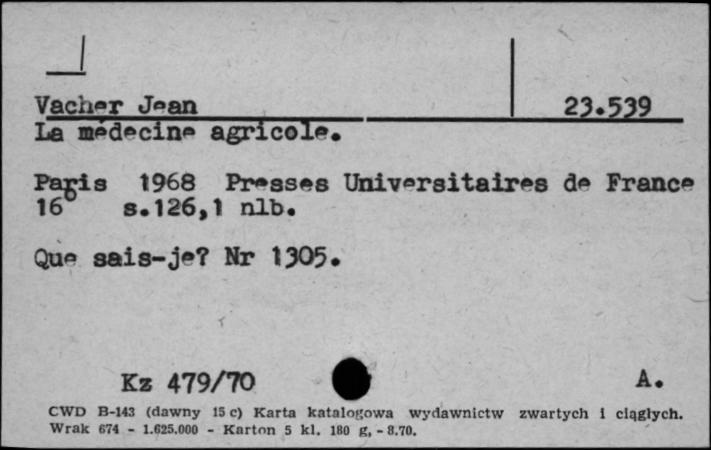 Vacher Jean 23.539
La médecine agricole.
Paris 1968 Presses Universitaires de France
16° s.126,1 nlb.
Que sais-je? Nr 1305.
Kz 479/70 A.
CWD B-143 (dawny 15 c) Karta katalogowa wydawnictw zwartych i ciągłych.
Wrak 674 - 1.625.000 - Karton 5 kl. 180 g, - 8.70.